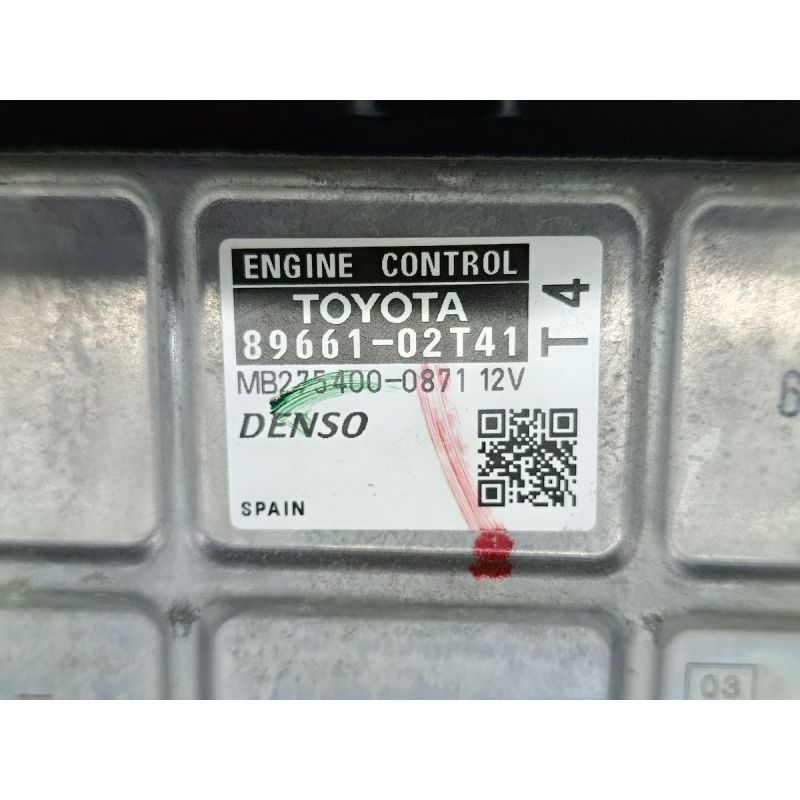 ENGINE CONTROL
TOYOTA
89661-02T41
T4
MB275400-0871 12V
DENSO
SPAIN
03